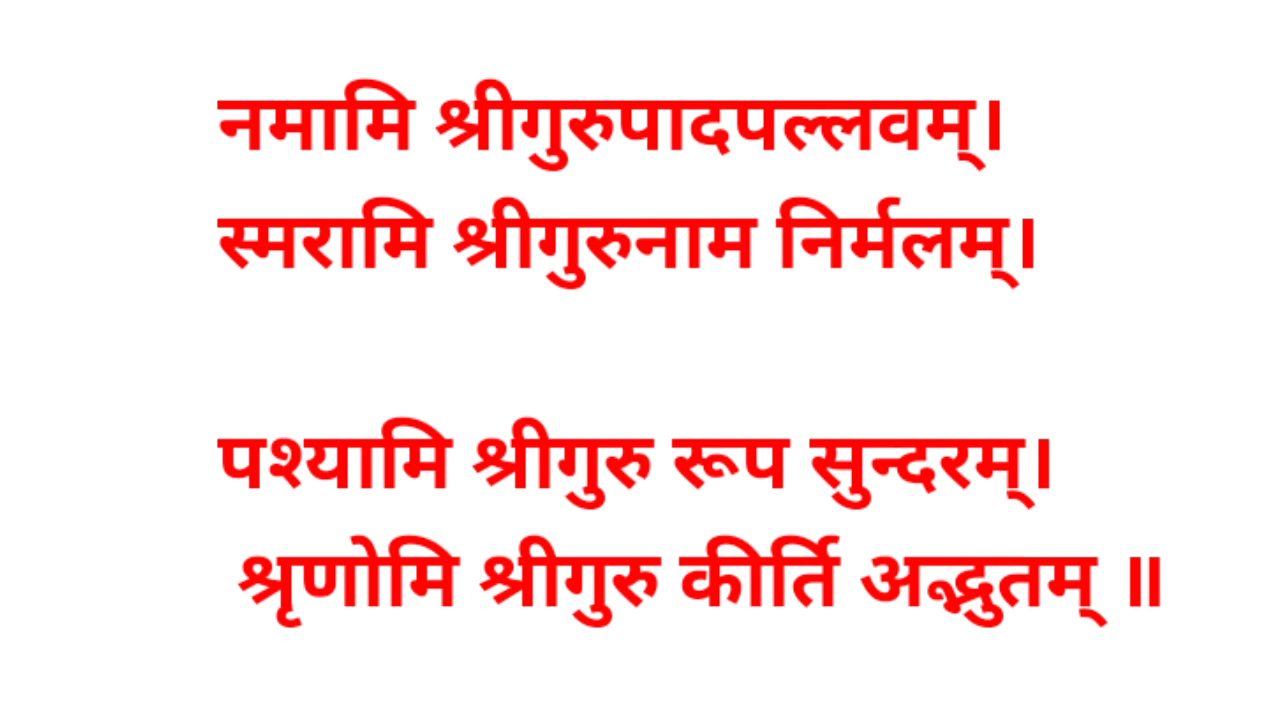 नमामि श्रीगुरुपादपल्लवम्।
स्मरामि श्रीगुरुनाम निर्मलम्।
पश्यामि श्रीगुरु रूप सुन्दरम्।
श्रृणोमि श्रीगुरु कीर्ति अद्भुतम् ॥